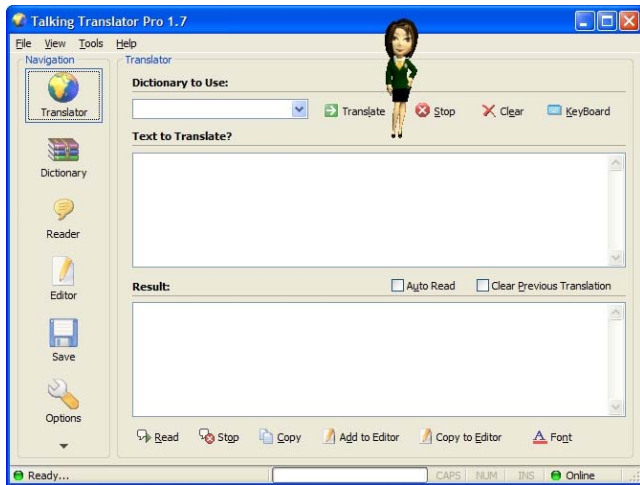 Talking Translator Pro 1.7
File View Tools Help
Navigation
Translator
Dictionary
Reader
Editor
Save
Options
Translator
Dictionary to Use:
Translate Stop Clear KeyBoard
Text to Translate?
Result: Auto Read Clear Previous Translation
Read Stop Copy Add to Editor Copy to Editor Font
Ready... CAPS NUM INS Online